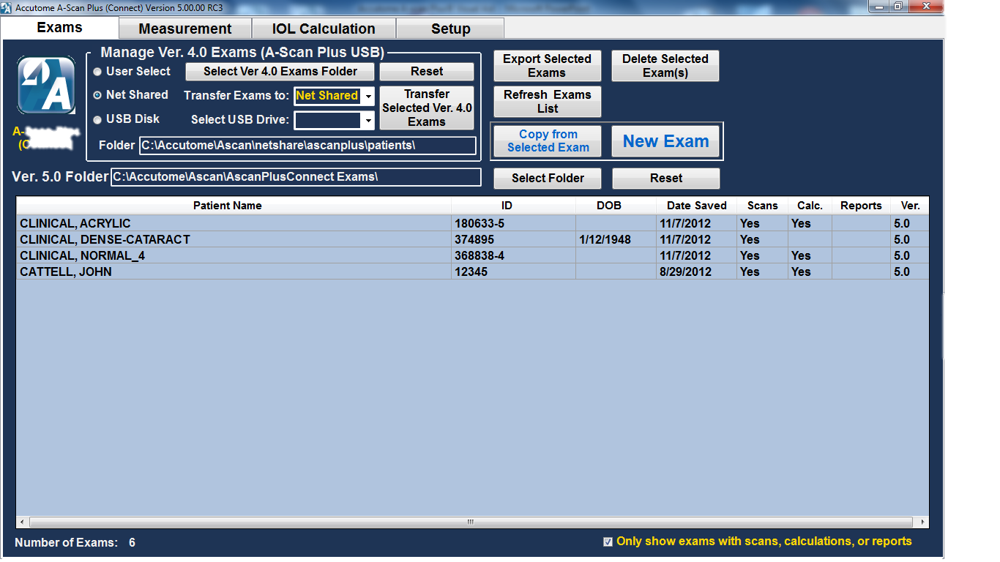 Accutome A-Scan Plus (Connect) Version 5.00.00 RC3
Exams Measurement IOL Calculation Setup
Manage Ver. 4.0 Exams (A-Scan Plus USB)
User Select Select Ver 4.0 Exams Folder Reset
Net Shared Transfer Exams to: Net Shared
Transfer
Selected Ver. 4.0
Exams
USB Disk Select USB Drive:
Folder C:\Accutome\Ascan\netshare\ascanplus\patients\
Export Selected
Exams
Delete Selected
Exam(s)
Refresh Exams
List
Copy from
Selected Exam
New Exam
A
A-
(C
Ver. 5.0 Folder C:\Accutome\Ascan\AscanPlusConnect Exams\ Select Folder Reset
Patient Name ID DOB Date Saved Scans Calc. Reports Ver.
CLINICAL, ACRYLIC 180633-5 11/7/2012 Yes Yes 5.0
CLINICAL, DENSE-CATARACT 374895 1/12/1948 11/7/2012 Yes 5.0
CLINICAL, NORMAL_4 368838-4 11/7/2012 Yes Yes 5.0
CATTELL, JOHN 12345 8/29/2012 Yes Yes 5.0
Number of Exams: 6 Only show exams with scans, calculations, or reports